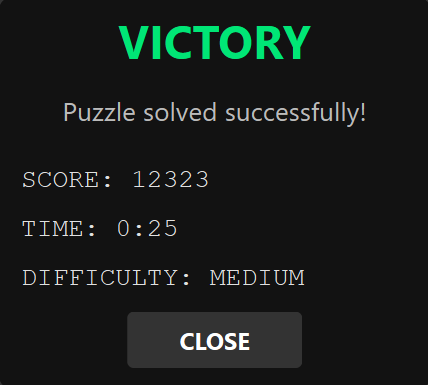 VICTORY
Puzzle solved successfully!
SCORE: 12323
TIME: 0:25
DIFFICULTY: MEDIUM
CLOSE